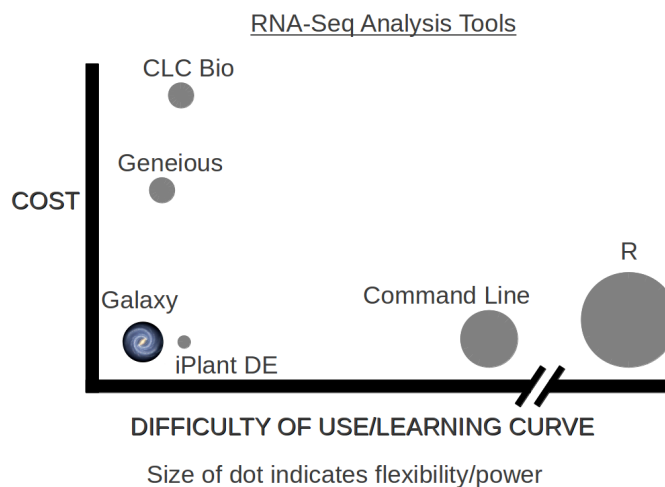 RNA-Seq Analysis Tools
CLC Bio
Geneious
COST
R
Galaxy
Command Line
iPlant DE
DIFFICULTY OF USE/LEARNING CURVE
Size of dot indicates flexibility/power